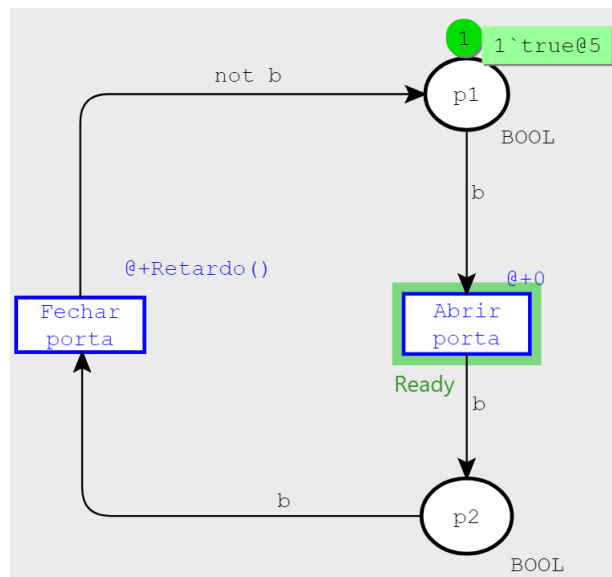 1
1`true@5
not b
p1
BOOL
b
@+Retardo()
@+0
Fechar
porta
Abrir
porta
Ready
b
b
p2
BOOL